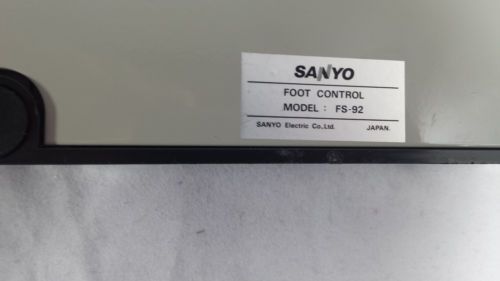 SANYO
FOOT CONTROL
MODEL : FS-92
SANYO Electric Co.,Ltd. JAPAN.